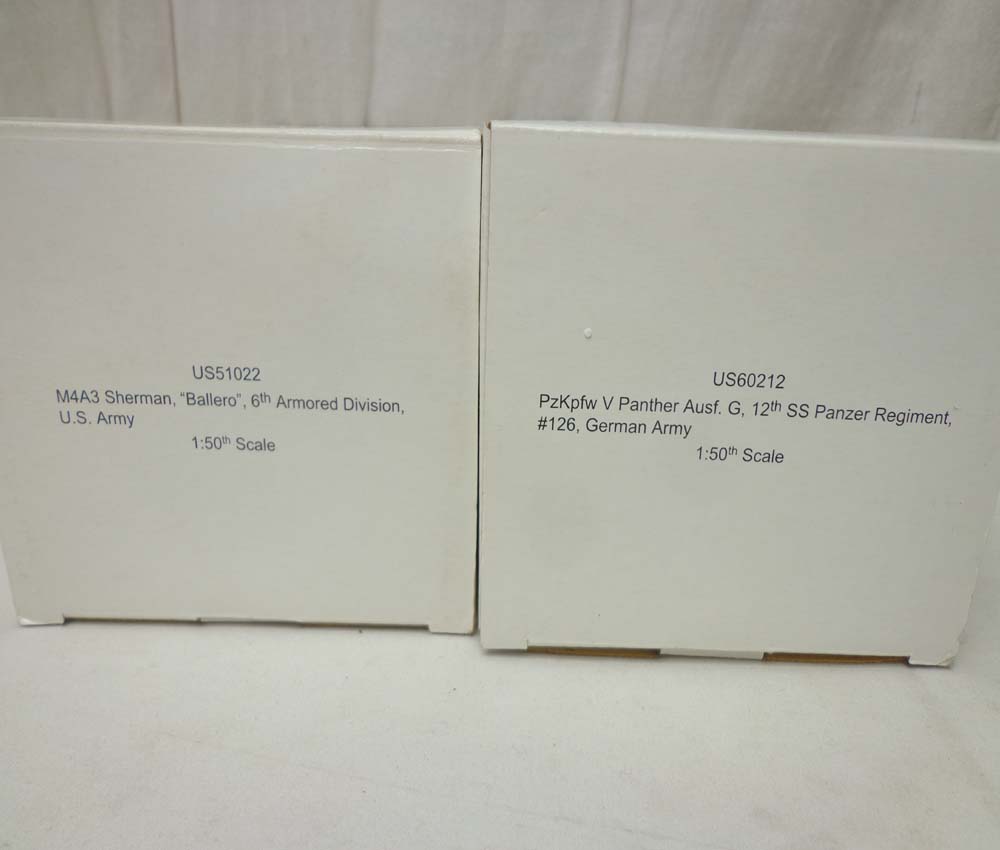 US51022
M4A3 Sherman, "Ballero", 6th Armored Division,
U.S. Army
1:50th Scale
US60212
PzKpfw V Panther Ausf. G, 12th SS Panzer Regiment,
#126, German Army
1:50th Scale